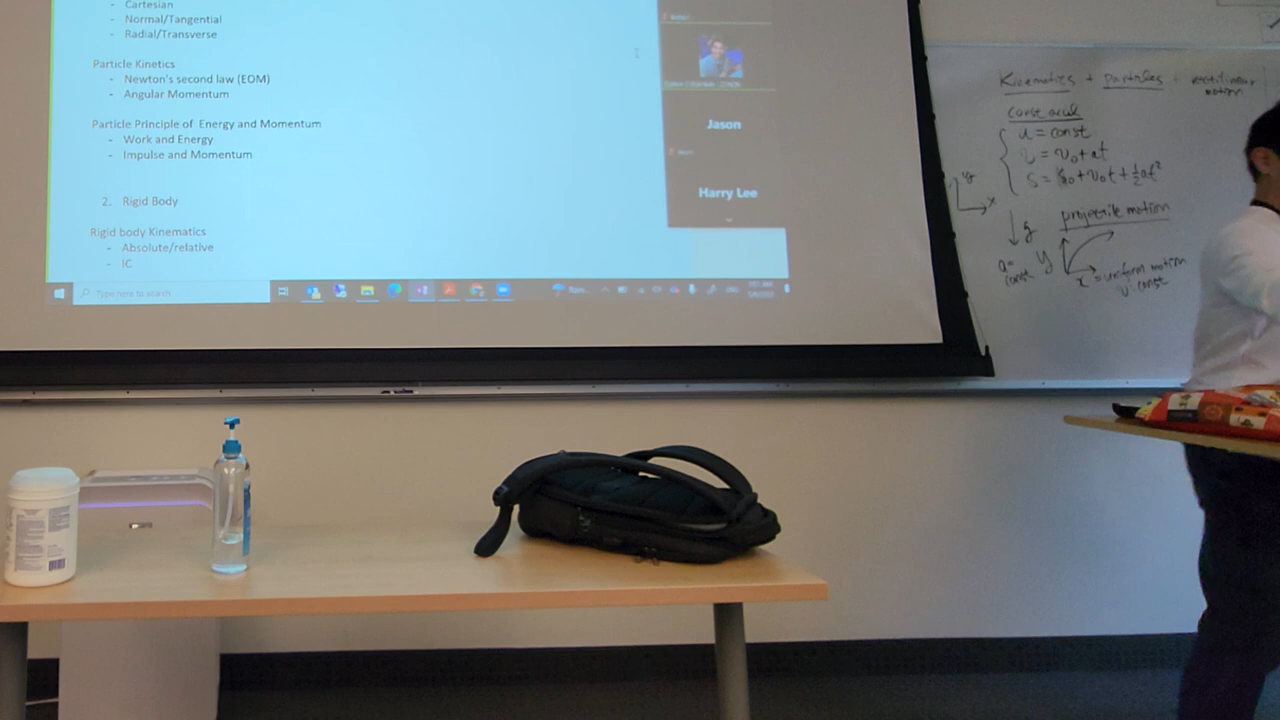 - Cartesian
- Normal/Tangential
- Radial/Transverse
Particle Kinetics
- Newton's second law (EOM)
- Angular Momentum
Particle Principle of Energy and Momentum
- Work and Energy
- Impulse and Momentum
2. Rigid Body
Rigid body Kinematics
- Absolute/relative
- IC
Type here to search
Jason
Harry Lee
Kinematics + particles + rectilinear
motion
const accl
a = const
v = v₀+at
s = s₀+v₀t+½at²
y
x
g
projectile motion
a=
const
y
x = uniform motion
v: const